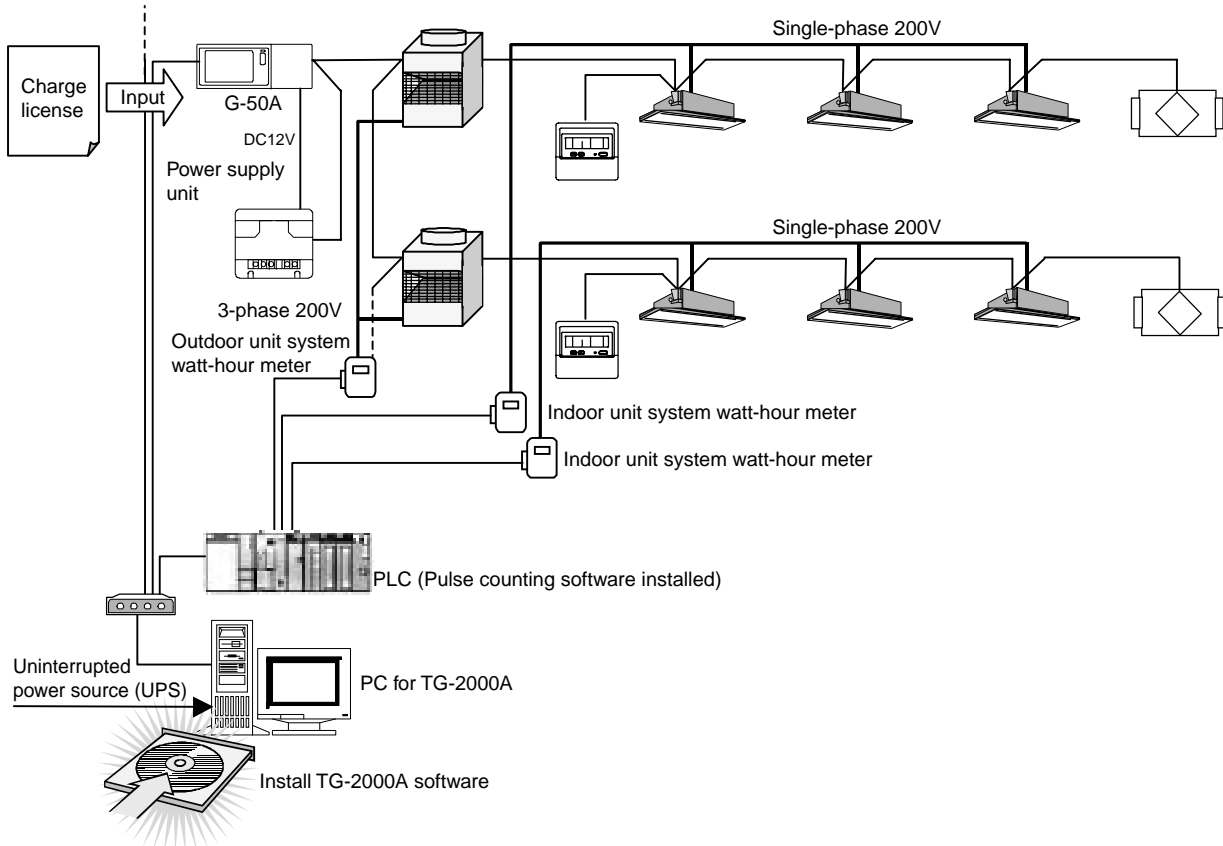 Single-phase 200V
Charge
license
Input
G-50A
DC12V
Power supply
unit
Single-phase 200V
3-phase 200V
Outdoor unit system
watt-hour meter
Indoor unit system watt-hour meter
Indoor unit system watt-hour meter
PLC (Pulse counting software installed)
Uninterrupted
power source (UPS)
PC for TG-2000A
Install TG-2000A software